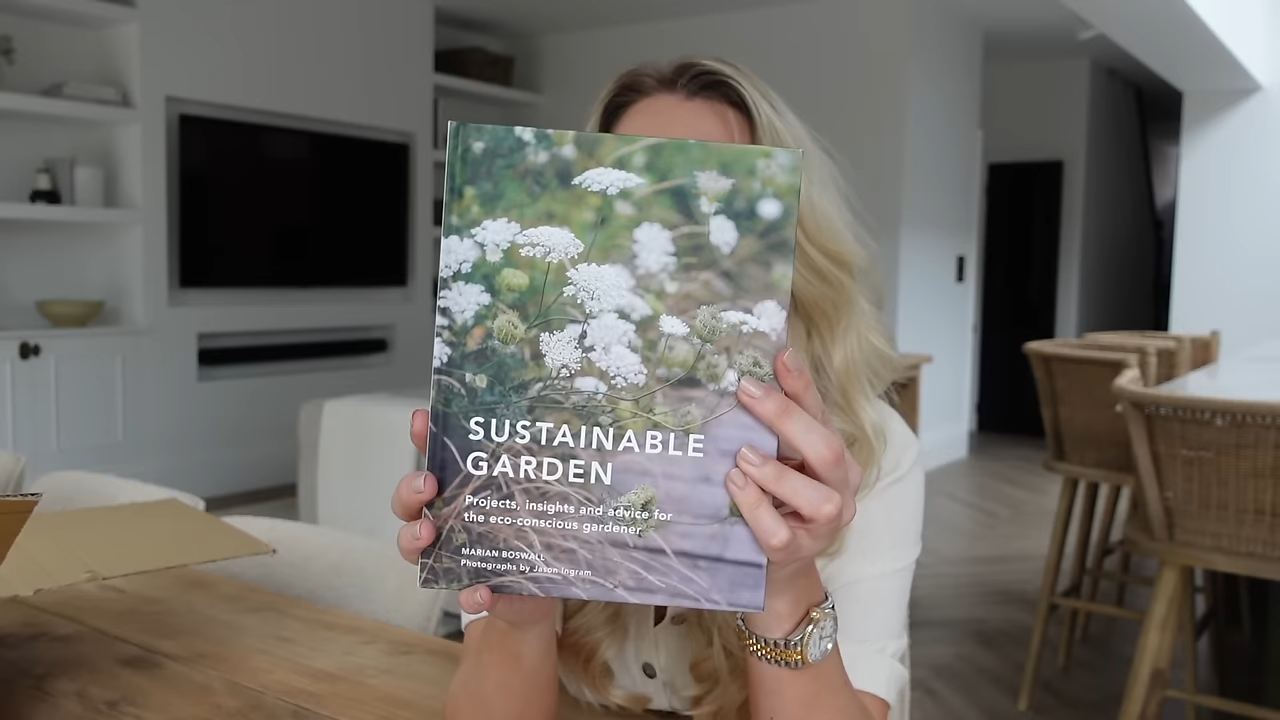 SUSTAINABLE
GARDEN
Projects, insights and advice for
the eco-conscious gardener
MARIAN BOSWALL
Photographs by Jason Ingram